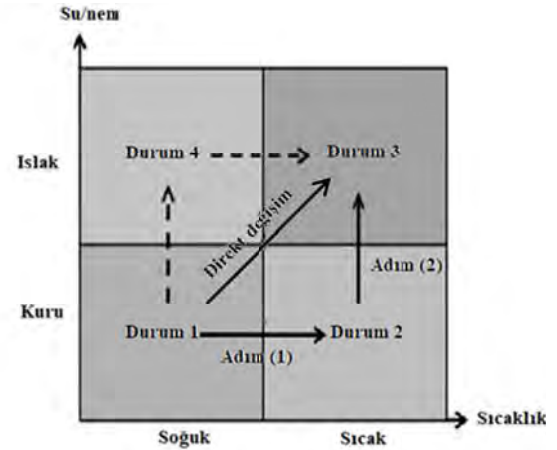 Su/nem
Islak
Durum 4
Durum 3
Direkt değişim
Adım (2)
Kuru
Durum 1
Durum 2
Adım (1)
Sıcaklık
Soğuk
Sıcak